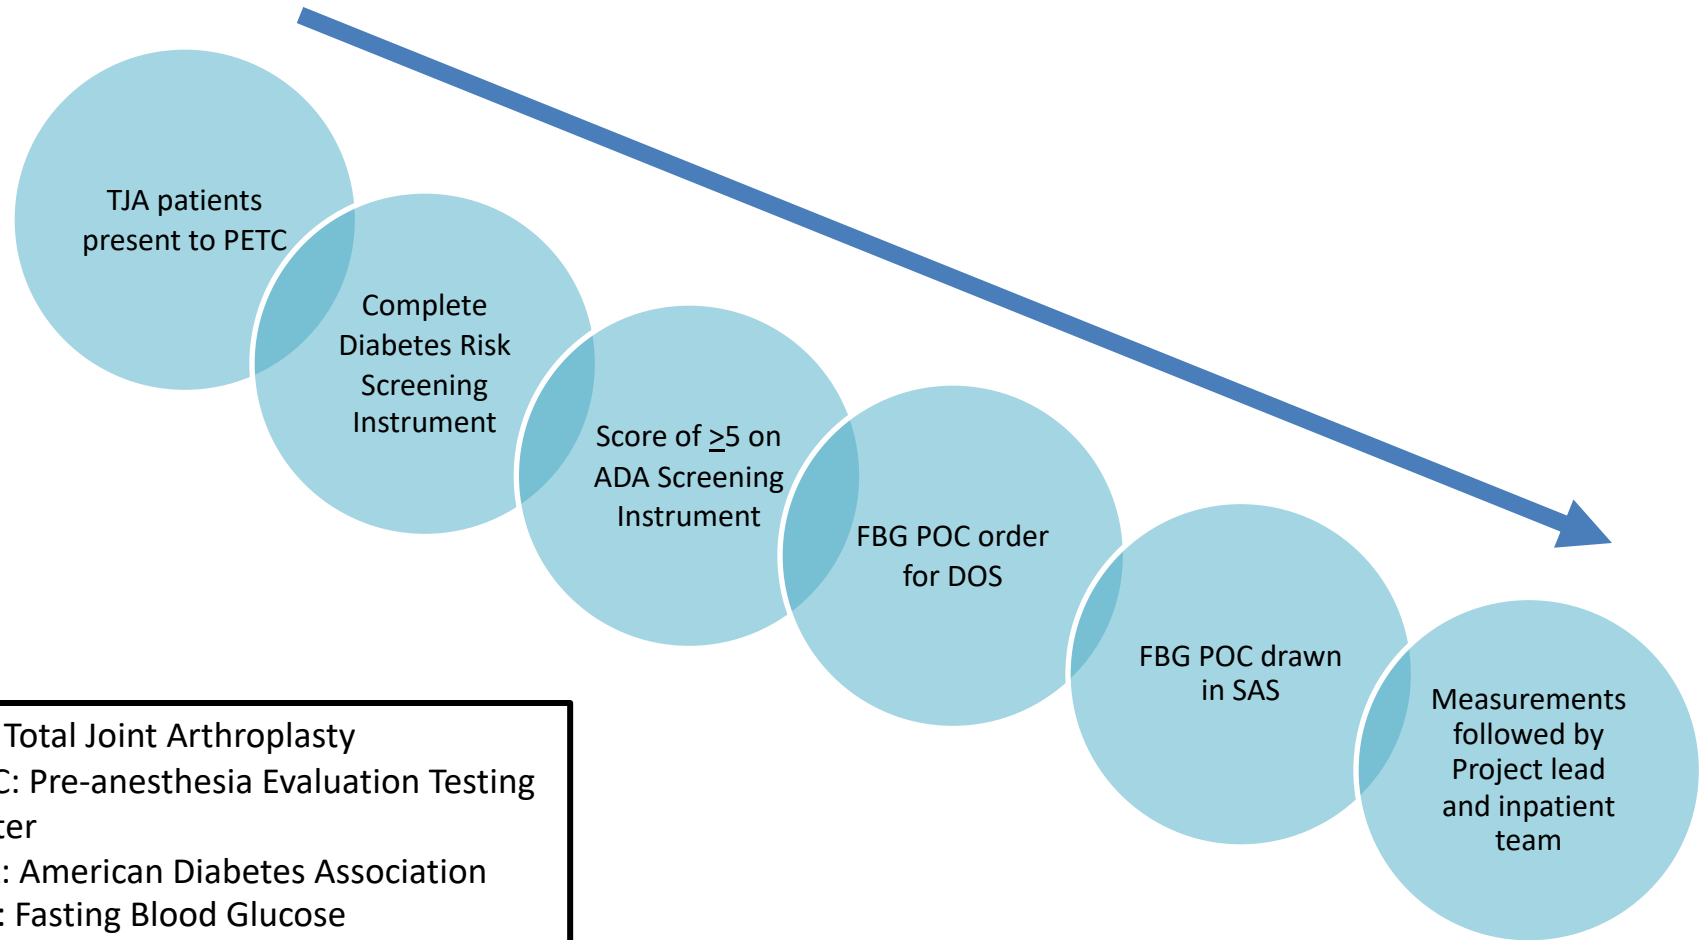 TJA patients
present to PETC
Complete
Diabetes Risk
Screening
Instrument
Score of ≥5 on
ADA Screening
Instrument
FBG POC order
for DOS
FBG POC drawn
in SAS
Measurements
followed by
Project lead
and inpatient
team
Total Joint Arthroplasty
C: Pre-anesthesia Evaluation Testing
ter
: American Diabetes Association
: Fasting Blood Glucose